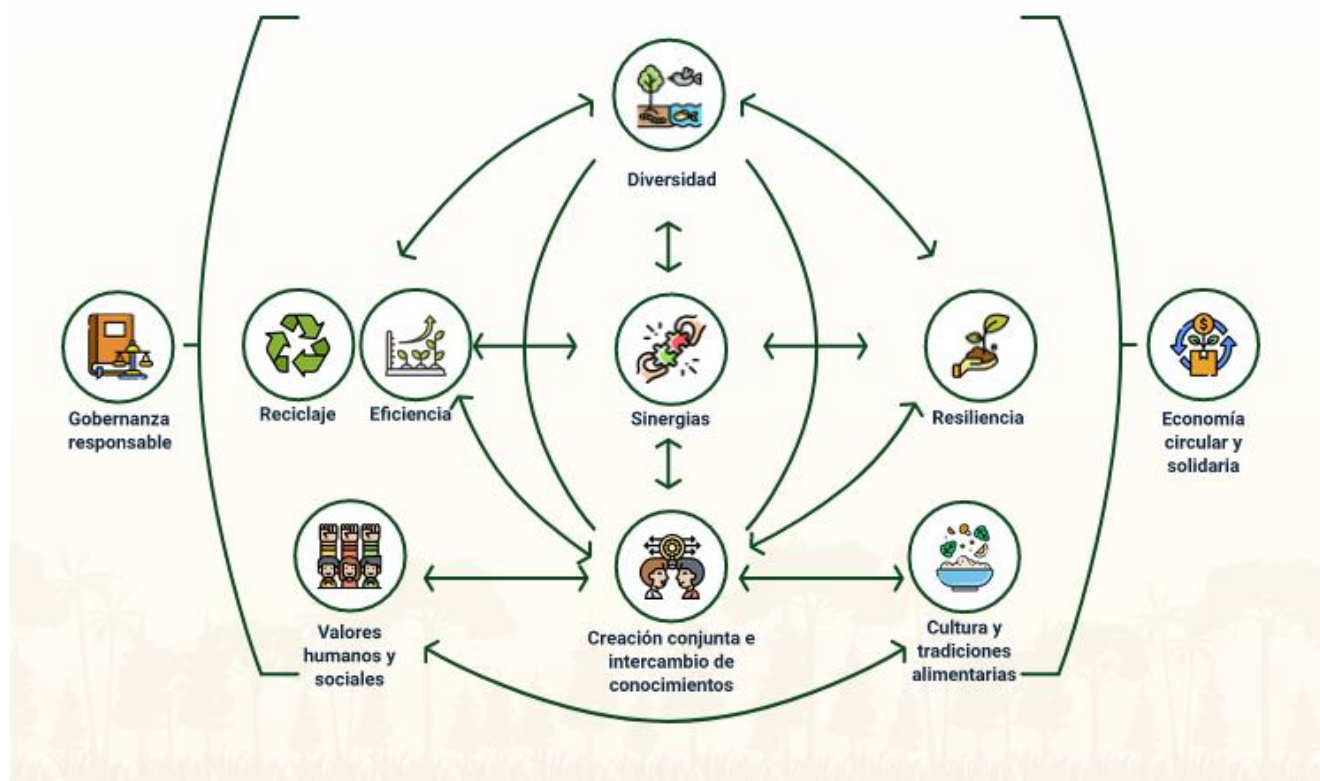 Diversidad
Gobernanza
responsable
Reciclaje
Eficiencia
Sinergias
Resiliencia
Economía
circular y
solidaria
Valores
humanos y
sociales
Creación conjunta e
intercambio de
conocimientos
Cultura y
tradiciones
alimentarias